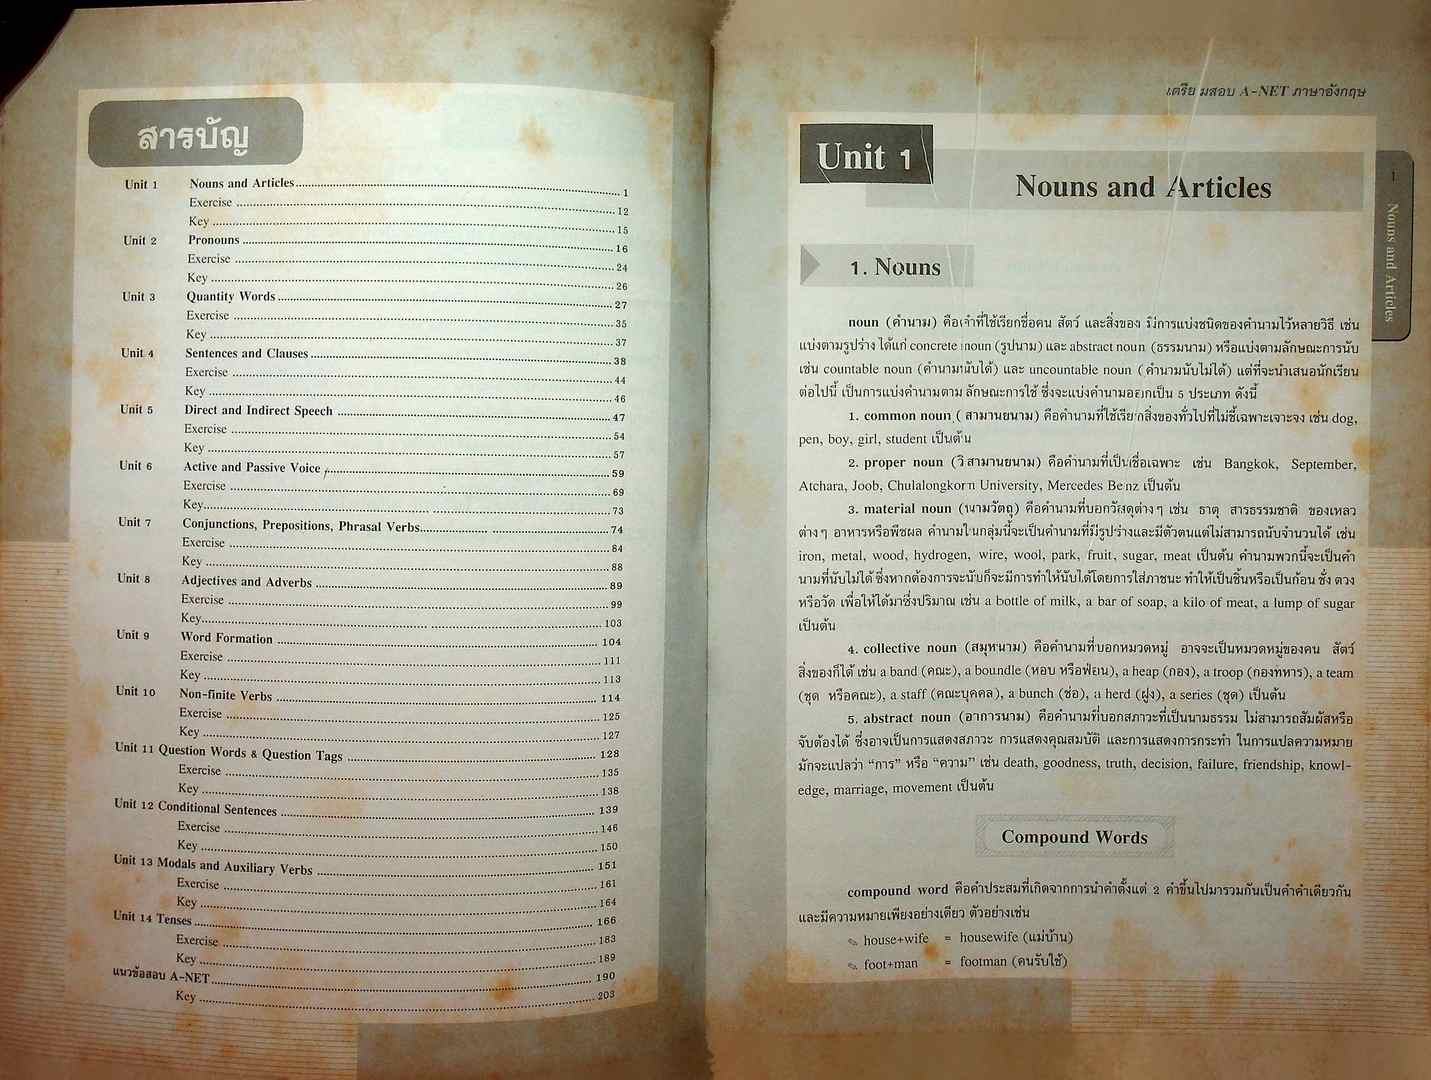 สารบัญ
Unit 1 Nouns and Articles 1
Exercise 12
Key 15
Unit 2 Pronouns 16
Exercise 24
Key 26
Unit 3 Quantity Words 27
Exercise 35
Key 37
Unit 4 Sentences and Clauses 38
Exercise 44
Key 46
Unit 5 Direct and Indirect Speech 47
Exercise 54
Key 57
Unit 6 Active and Passive Voice 59
Exercise 69
Key 73
Unit 7 Conjunctions, Prepositions, Phrasal Verbs 74
Exercise 84
Key 88
Unit 8 Adjectives and Adverbs 89
Exercise 99
Key 103
Unit 9 Word Formation 104
Exercise 111
Key 113
Unit 10 Non-finite Verbs 114
Exercise 125
Key 127
Unit 11 Question Words & Question Tags 128
Exercise 135
Key 138
Unit 12 Conditional Sentences 139
Exercise 146
Key 150
Unit 13 Modals and Auxiliary Verbs 151
Exercise 161
Key 164
Unit 14 Tenses 166
Exercise 183
Key 189
แนวข้อสอบ A-NET 190
Key 203
เตรียมสอบ A-NET ภาษาอังกฤษ
Unit 1
Nouns and Articles
1
Nouns and Articles
1. Nouns
noun (คำนาม) คือคำที่ใช้เรียกชื่อคน สัตว์ และสิ่งของ มีการแบ่งชนิดของคำนามไว้หลายวิธี เช่น
แบ่งตามรูปร่าง ได้แก่ concrete noun (รูปนาม) และ abstract noun (ธรรมนาม) หรือแบ่งตามลักษณะการนับ
เช่น countable noun (คำนามนับได้) และ uncountable noun (คำนามนับไม่ได้) แต่ที่จะนำเสนอนักเรียน
ต่อไปนี้ เป็นการแบ่งคำนามตามลักษณะการใช้ ซึ่งจะแบ่งคำนามออกเป็น 5 ประเภท ดังนี้
1. common noun (สามานยนาม) คือคำนามที่ใช้เรียกสิ่งของทั่วไปที่ไม่ชี้เฉพาะเจาะจง เช่น dog,
pen, boy, girl, student เป็นต้น
2. proper noun (วิสามานยนาม) คือคำนามที่เป็นชื่อเฉพาะ เช่น Bangkok, September,
Atchara, Joob, Chulalongkorn University, Mercedes Benz เป็นต้น
3. material noun (นามวัตถุ) คือคำนามที่บอกวัสดุต่างๆ เช่น ธาตุ สารธรรมชาติ ของเหลว
ต่างๆ อาหารหรือพืชผล คำนามในกลุ่มนี้จะเป็นคำนามที่มีรูปร่างและมีตัวตนแต่ไม่สามารถนับจำนวนได้ เช่น
iron, metal, wood, hydrogen, wire, wool, park, fruit, sugar, meat เป็นต้น คำนามพวกนี้จะเป็นคำ
นามที่นับไม่ได้ ซึ่งหากต้องการจะนับก็จะมีการทำให้นับได้โดยการใส่ภาชนะ ทำให้เป็นชิ้นหรือเป็นก้อน ชั่ง ตวง
หรือวัด เพื่อให้ได้มาซึ่งปริมาณ เช่น a bottle of milk, a bar of soap, a kilo of meat, a lump of sugar
เป็นต้น
4. collective noun (สมุหนาม) คือคำนามที่บอกหมวดหมู่ อาจจะเป็นหมวดหมู่ของคน สัตว์
สิ่งของก็ได้ เช่น a band (คณะ), a boundle (หอบ หรือฟ่อน), a heap (กอง), a troop (กองทหาร), a team
(ชุด หรือคณะ), a staff (คณะบุคคล), a bunch (ช่อ), a herd (ฝูง), a series (ชุด) เป็นต้น
5. abstract noun (อาการนาม) คือคำนามที่บอกสภาวะที่เป็นนามธรรม ไม่สามารถสัมผัสหรือ
จับต้องได้ ซึ่งอาจเป็นการแสดงสภาวะ การแสดงคุณสมบัติ และการแสดงการกระทำ ในการแปลความหมาย
มักจะแปลว่า “การ” หรือ “ความ” เช่น death, goodness, truth, decision, failure, friendship, knowl-
edge, marriage, movement เป็นต้น
Compound Words
compound word คือคำประสมที่เกิดจากการนำคำตั้งแต่ 2 คำขึ้นไปมารวมกันเป็นคำคำเดียวกัน
และมีความหมายเพียงอย่างเดียว ตัวอย่างเช่น
✎ house+wife = housewife (แม่บ้าน)
✎ foot+man = footman (คนรับใช้)